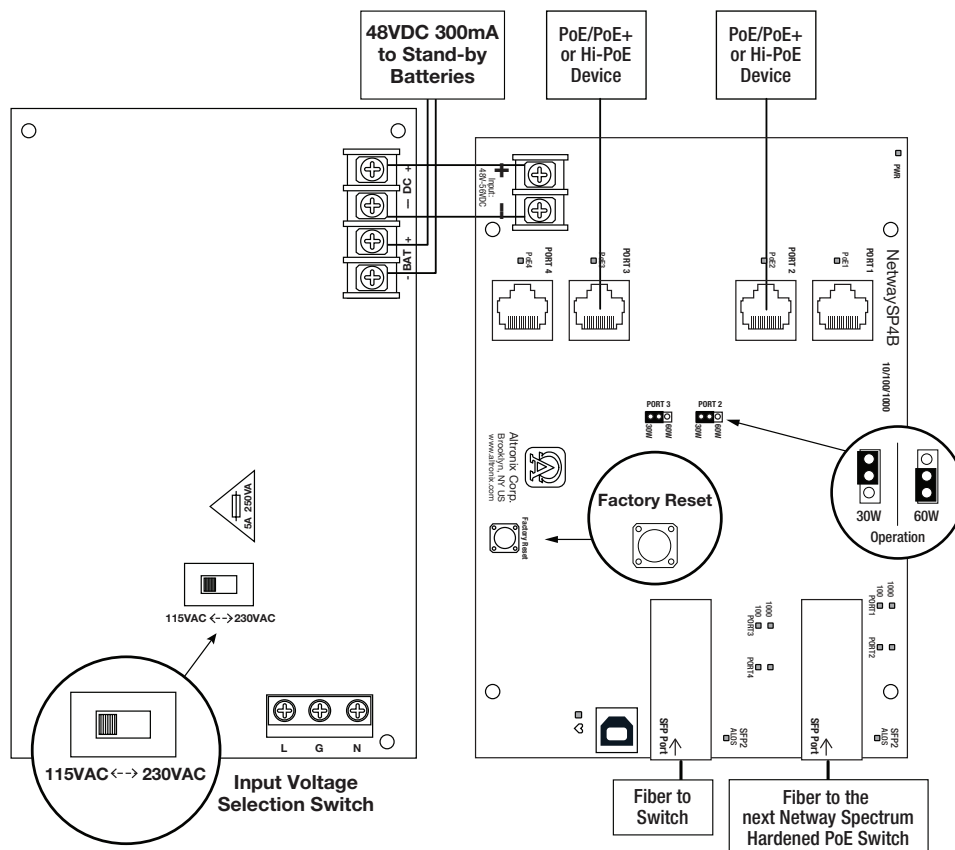 48VDC 300mA
to Stand-by
Batteries
PoE/PoE+
or Hi-PoE
Device
PoE/PoE+
or Hi-PoE
Device
— DC +
- BAT +
+
Input:
48V-56VDC
—
PWR
PORT 4
PoE4
PORT 3
PoE3
PORT 2
PoE2
PORT 1
PoE1
NetwaySP4B
10/100/1000
PORT 3
30W
60W
PORT 2
30W
60W
30W
60W
Operation
Altronix Corp.
Brooklyn, NY US
www.altronix.com
Factory Reset
Factory Reset
5A 250VA
115VAC <--> 230VAC
115VAC <--> 230VAC
L G N
Input Voltage
Selection Switch
100
1000
PORT3
PORT4
100
1000
PORT1
PORT2
SFP Port
SFP2
ALOS
SFP Port
SFP2
ALOS
Fiber to
Switch
Fiber to the
next Netway Spectrum
Hardened PoE Switch